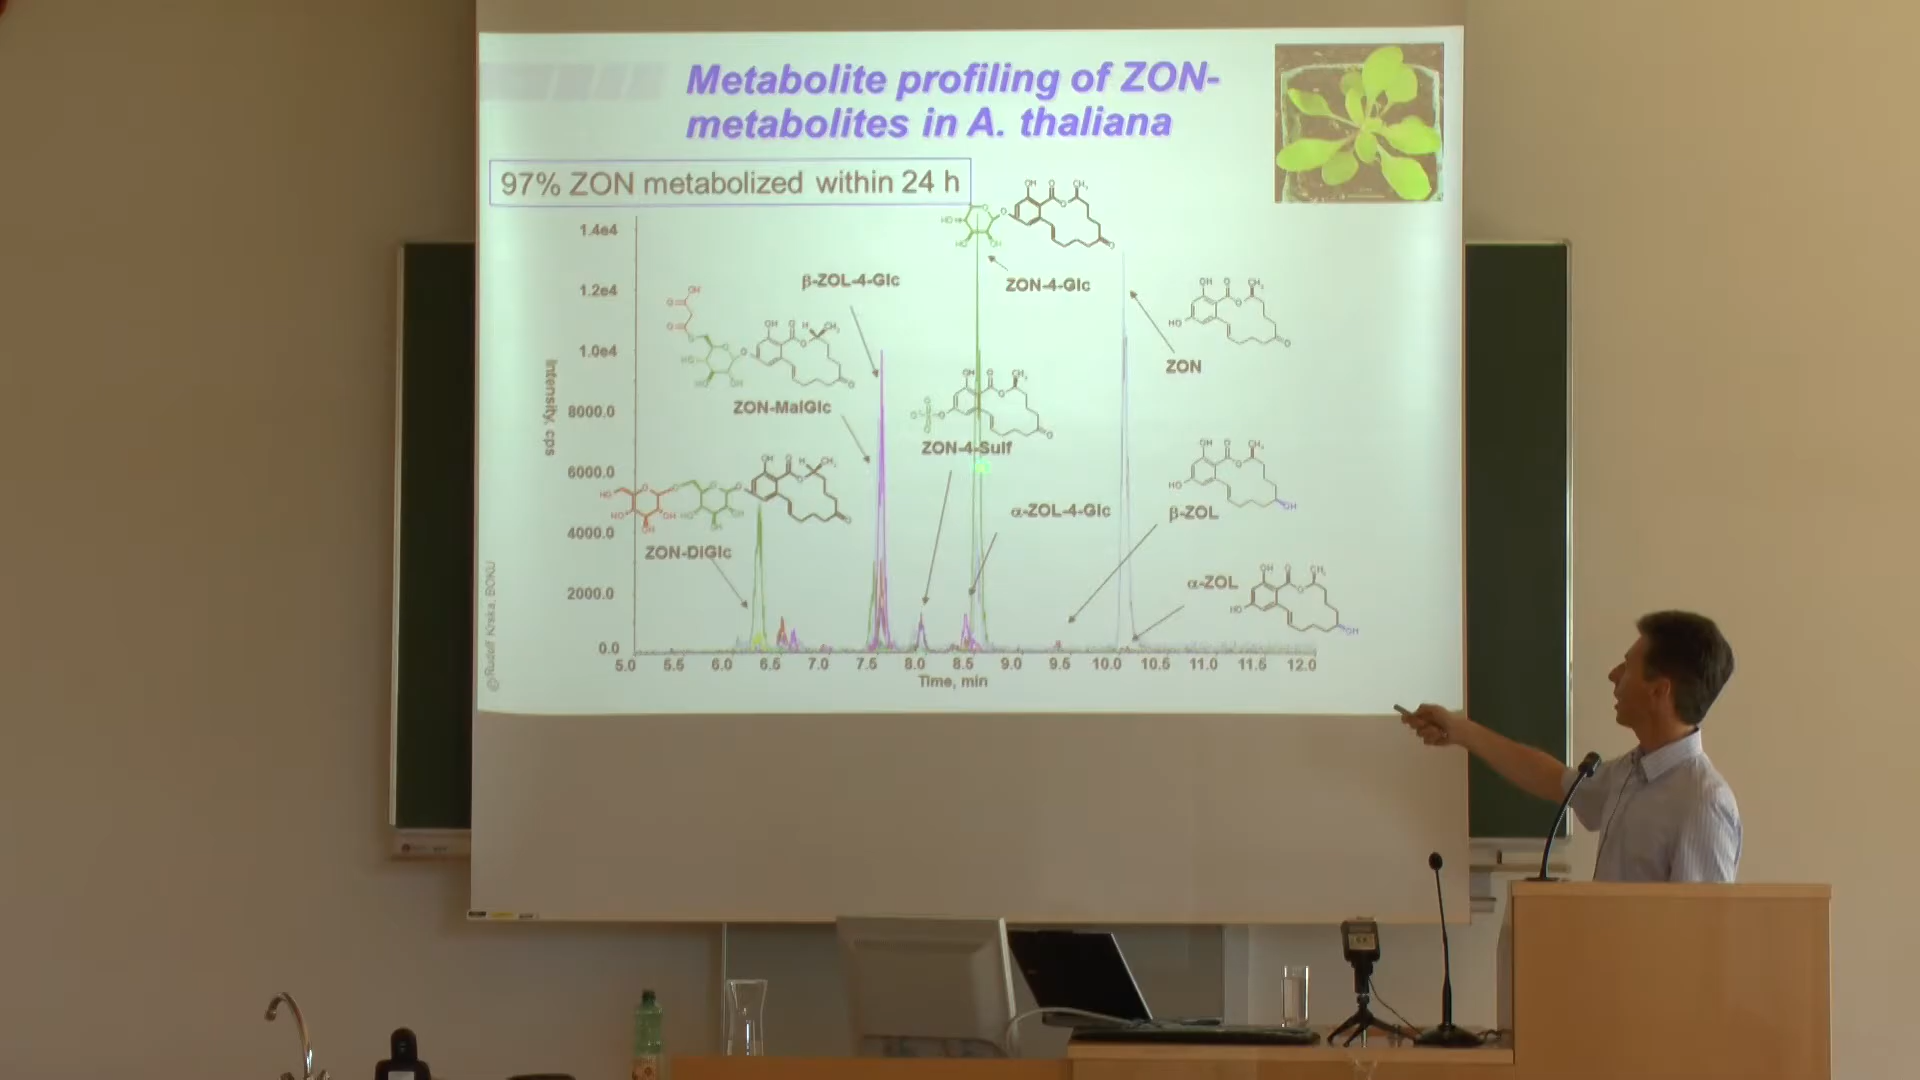 Metabolite profiling of ZON-
metabolites in A. thaliana
97% ZON metabolized within 24 h
1.4e4
1.2e4
1.0e4
8000.0
6000.0
4000.0
2000.0
0.0
Intensity, cps
5.0 5.5 6.0 6.5 7.0 7.5 8.0 8.5 9.0 9.5 10.0 10.5 11.0 11.5 12.0
Time, min
β-ZOL-4-Glc
ZON-4-Glc
ZON
ZON-MalGlc
ZON-4-Sulf
α-ZOL-4-Glc
β-ZOL
ZON-DiGlc
α-ZOL